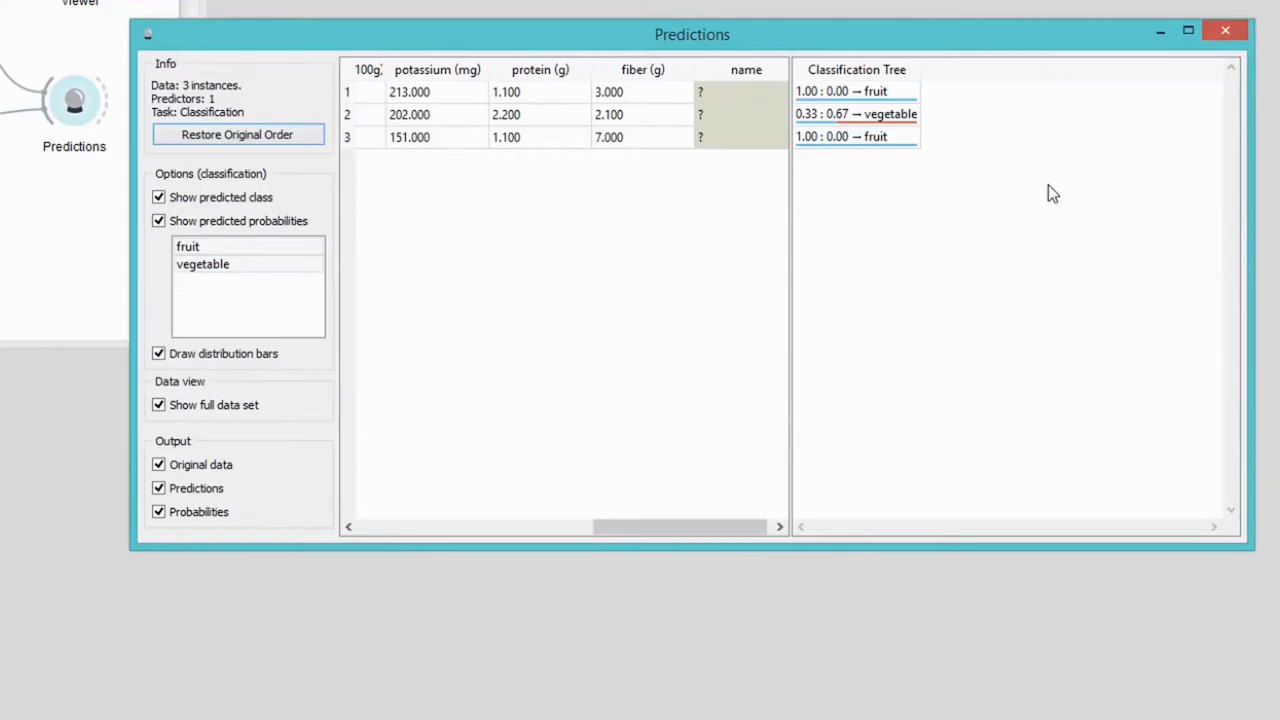 Viewer
Predictions
Predictions
Info
Data: 3 instances.
Predictors: 1
Task: Classification
Restore Original Order
Options (classification)
Show predicted class
Show predicted probabilities
fruit
vegetable
Draw distribution bars
Data view
Show full data set
Output
Original data
Predictions
Probabilities
100g potassium (mg) protein (g) fiber (g) name
1 213.000 1.100 3.000 ?
2 202.000 2.200 2.100 ?
3 151.000 1.100 7.000 ?
Classification Tree
1.00 : 0.00 → fruit
0.33 : 0.67 → vegetable
1.00 : 0.00 → fruit